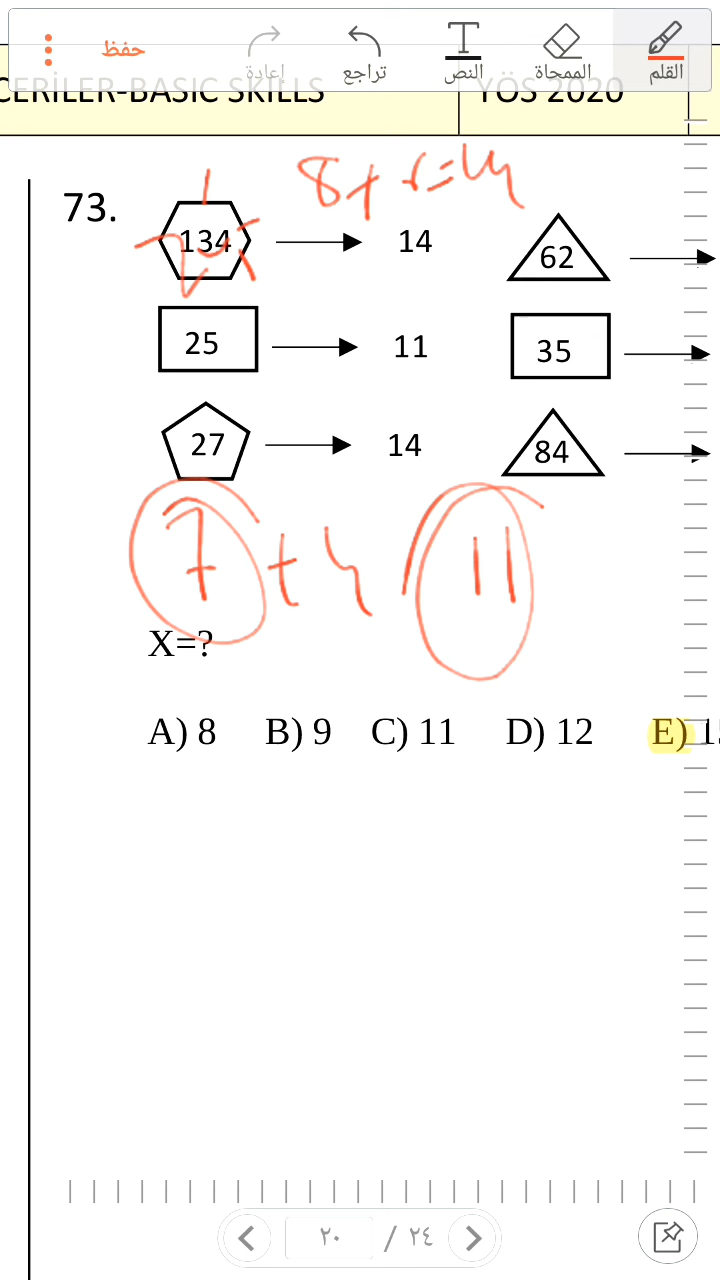 حفظ إعادة تراجع النص الممحاة القلم
CERİLER-BASIC SKILLS YÖS 2020
8+6=14
73. 134 14 62
25 11 35
27 14 84
7 + 4 11
X=?
A) 8 B) 9 C) 11 D) 12 E)
٢٠ / ٢٤